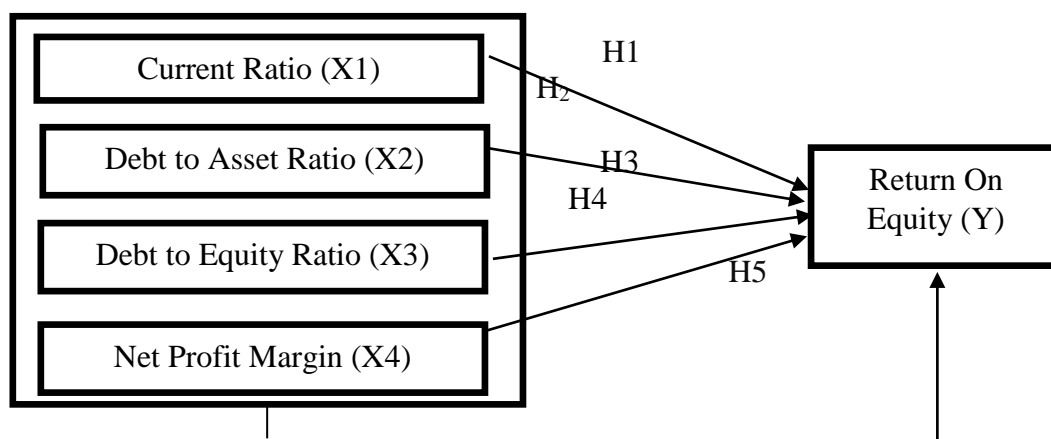 Current Ratio (X1)
Debt to Asset Ratio (X2)
Debt to Equity Ratio (X3)
Net Profit Margin (X4)
H1
H₂
H3
H4
H5
Return On
Equity (Y)